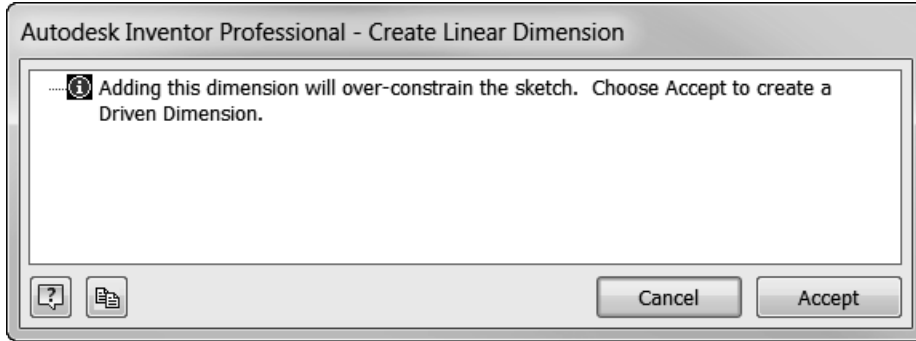 Autodesk Inventor Professional - Create Linear Dimension
Adding this dimension will over-constrain the sketch.  Choose Accept to create a
Driven Dimension.
Cancel Accept